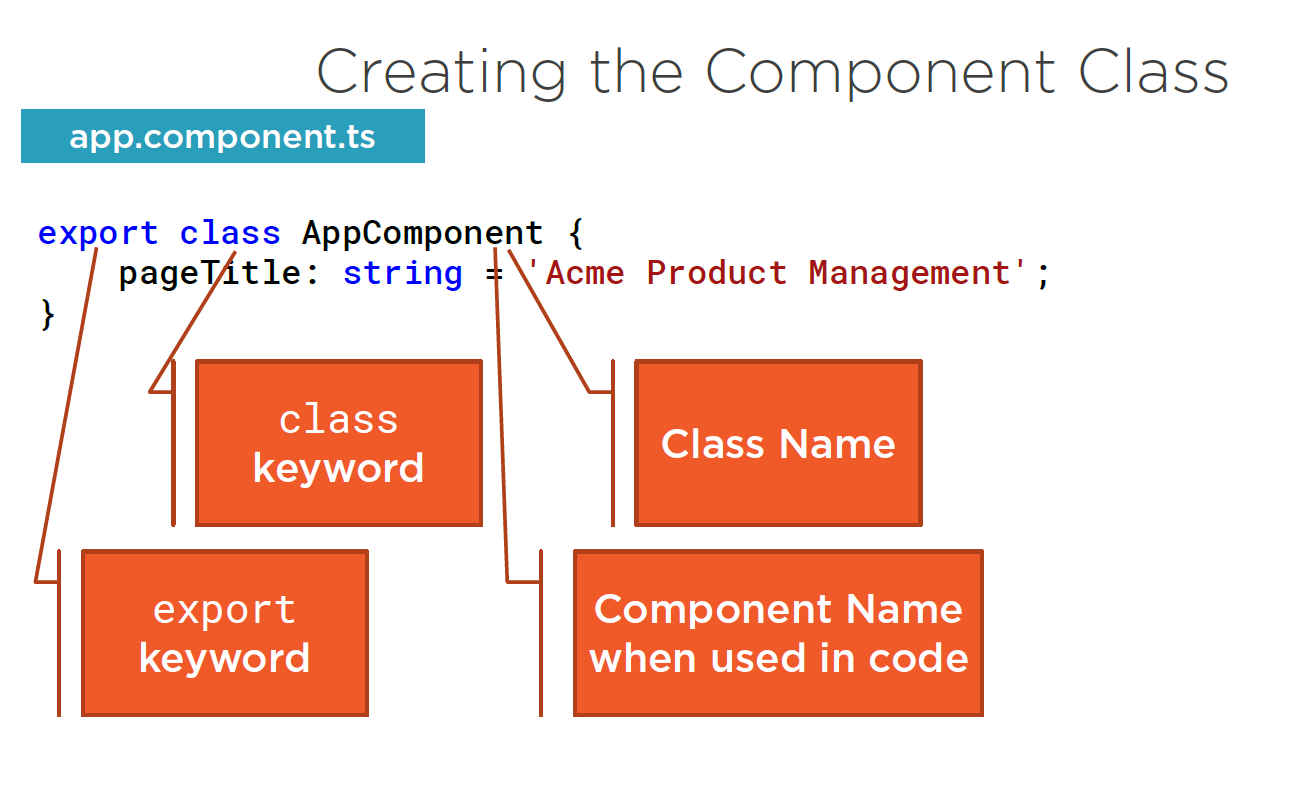 Creating the Component Class
app.component.ts
export class AppComponent {
    pageTitle: string = 'Acme Product Management';
}
class
keyword
Class Name
export
keyword
Component Name
when used in code